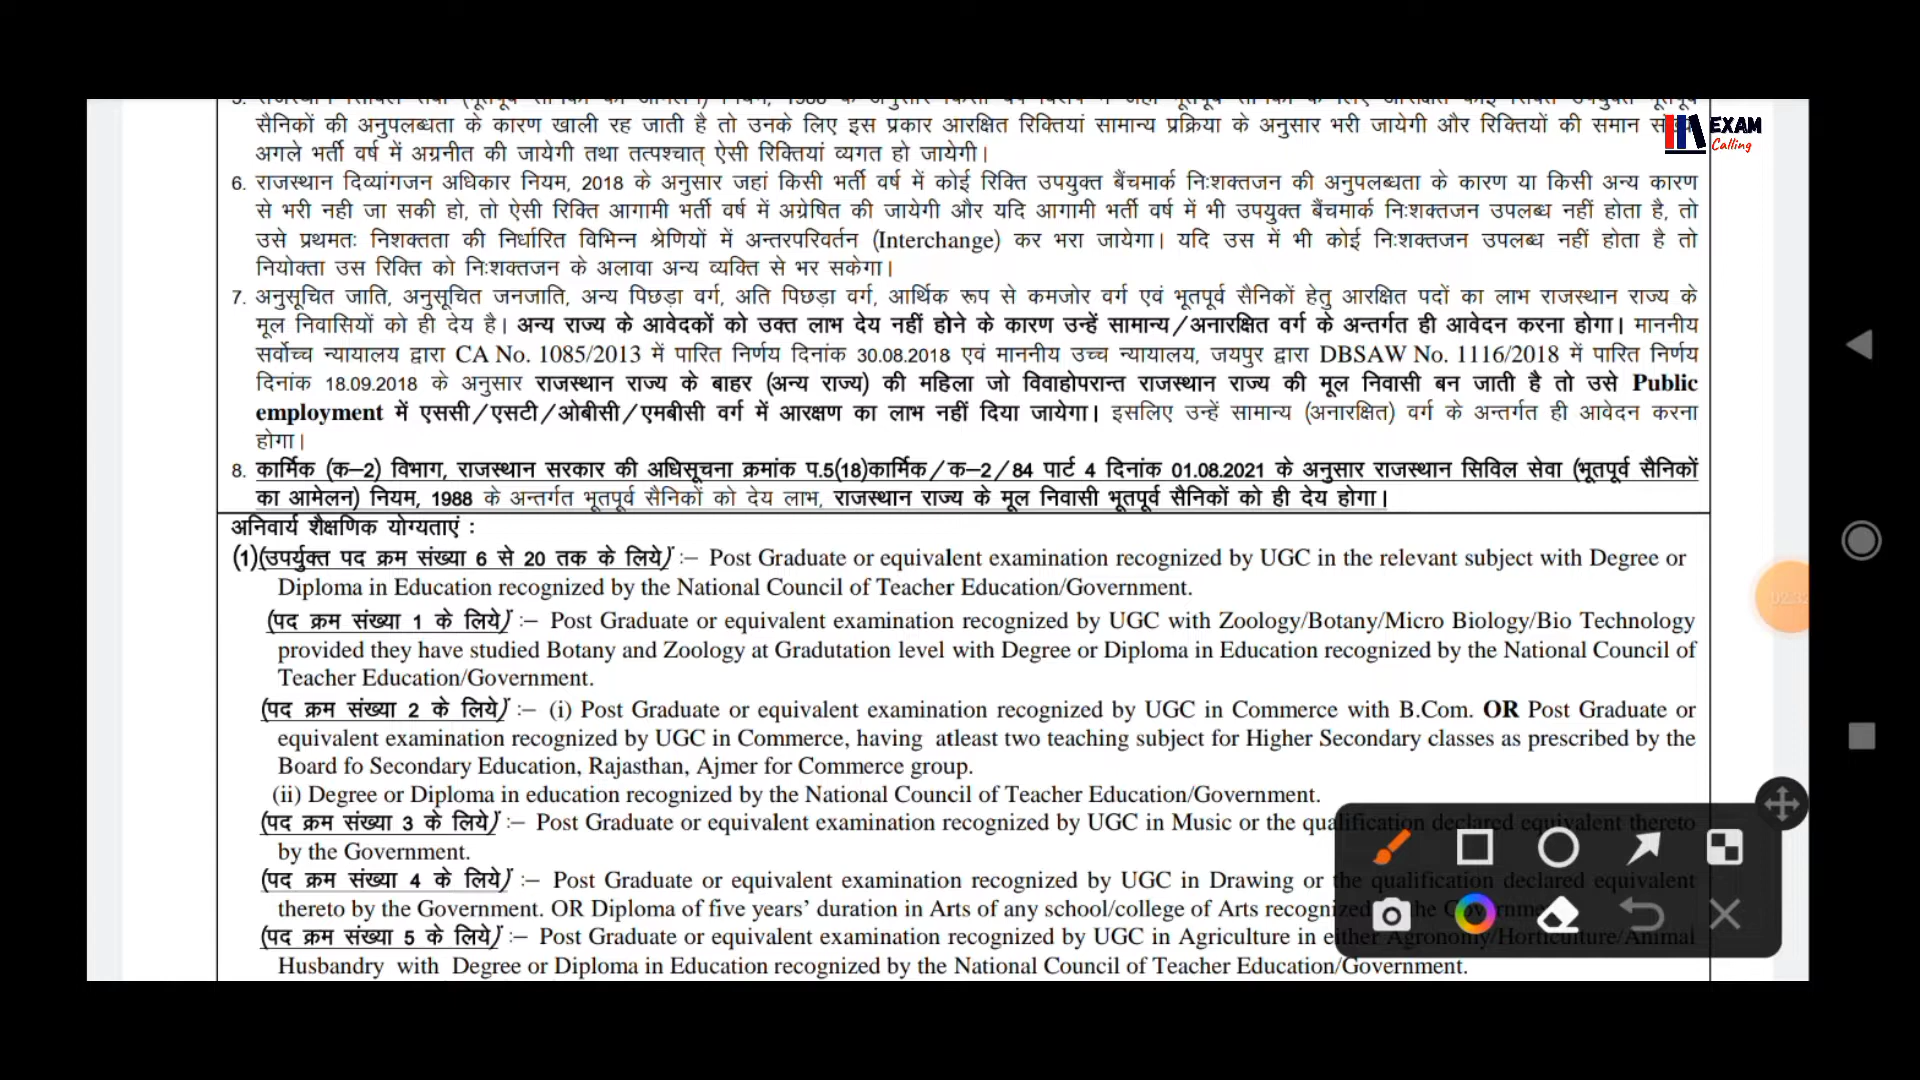 सैनिकों की अनुपलब्धता के कारण खाली रह जाती है तो उनके लिए इस प्रकार आरक्षित रिक्तियां सामान्य प्रक्रिया के अनुसार भरी जायेगी और रिक्तियों की समान
EXAM
Calling
अगले भर्ती वर्ष में अग्रनीत की जायेगी तथा तत्पश्चात् ऐसी रिक्तियां व्यगत हो जायेगी।
6. राजस्थान दिव्यांगजन अधिकार नियम, 2018 के अनुसार जहां किसी भर्ती वर्ष में कोई रिक्ति उपयुक्त बैंचमार्क निःशक्तजन की अनुपलब्धता के कारण या किसी अन्य कारण
से भरी नही जा सकी हो, तो ऐसी रिक्ति आगामी भर्ती वर्ष में अग्रेषित की जायेगी और यदि आगामी भर्ती वर्ष में भी उपयुक्त बैंचमार्क निःशक्तजन उपलब्ध नहीं होता है, तो
उसे प्रथमतः निशक्तता की निर्धारित विभिन्न श्रेणियों में अन्तरपरिवर्तन (Interchange) कर भरा जायेगा। यदि उस में भी कोई निःशक्तजन उपलब्ध नहीं होता है तो
नियोक्ता उस रिक्ति को निःशक्तजन के अलावा अन्य व्यक्ति से भर सकेगा।
7. अनुसूचित जाति, अनुसूचित जनजाति, अन्य पिछड़ा वर्ग, अति पिछड़ा वर्ग, आर्थिक रूप से कमजोर वर्ग एवं भूतपूर्व सैनिकों हेतु आरक्षित पदों का लाभ राजस्थान राज्य के
मूल निवासियों को ही देय है। अन्य राज्य के आवेदकों को उक्त लाभ देय नहीं होने के कारण उन्हें सामान्य/अनारक्षित वर्ग के अन्तर्गत ही आवेदन करना होगा। माननीय
सर्वोच्च न्यायालय द्वारा CA No. 1085/2013 में पारित निर्णय दिनांक 30.08.2018 एवं माननीय उच्च न्यायालय, जयपुर द्वारा DBSAW No. 1116/2018 में पारित निर्णय
दिनांक 18.09.2018 के अनुसार राजस्थान राज्य के बाहर (अन्य राज्य) की महिला जो विवाहोपरान्त राजस्थान राज्य की मूल निवासी बन जाती है तो उसे Public
employment में एससी/एसटी/ओबीसी/एमबीसी वर्ग में आरक्षण का लाभ नहीं दिया जायेगा। इसलिए उन्हें सामान्य (अनारक्षित) वर्ग के अन्तर्गत ही आवेदन करना
होगा।
8. कार्मिक (क–2) विभाग, राजस्थान सरकार की अधिसूचना क्रमांक प.5(18)कार्मिक/क–2/84 पार्ट 4 दिनांक 01.08.2021 के अनुसार राजस्थान सिविल सेवा (भूतपूर्व सैनिकों
का आमेलन) नियम, 1988 के अन्तर्गत भूतपूर्व सैनिकों को देय लाभ, राजस्थान राज्य के मूल निवासी भूतपूर्व सैनिकों को ही देय होगा।
अनिवार्य शैक्षणिक योग्यताएं :
(1)(उपर्युक्त पद क्रम संख्या 6 से 20 तक के लिये) :– Post Graduate or equivalent examination recognized by UGC in the relevant subject with Degree or
Diploma in Education recognized by the National Council of Teacher Education/Government.
(पद क्रम संख्या 1 के लिये) :– Post Graduate or equivalent examination recognized by UGC with Zoology/Botany/Micro Biology/Bio Technology
provided they have studied Botany and Zoology at Gradutation level with Degree or Diploma in Education recognized by the National Council of
Teacher Education/Government.
(पद क्रम संख्या 2 के लिये) :– (i) Post Graduate or equivalent examination recognized by UGC in Commerce with B.Com. OR Post Graduate or
equivalent examination recognized by UGC in Commerce, having atleast two teaching subject for Higher Secondary classes as prescribed by the
Board fo Secondary Education, Rajasthan, Ajmer for Commerce group.
(ii) Degree or Diploma in education recognized by the National Council of Teacher Education/Government.
(पद क्रम संख्या 3 के लिये) :– Post Graduate or equivalent examination recognized by UGC in Music or the qualification declared equivalent thereto
by the Government.
(पद क्रम संख्या 4 के लिये) :– Post Graduate or equivalent examination recognized by UGC in Drawing or the qualification declared equivalent
thereto by the Government. OR Diploma of five years' duration in Arts of any school/college of Arts recognized the Government
(पद क्रम संख्या 5 के लिये) :– Post Graduate or equivalent examination recognized by UGC in Agriculture in either Agronomy/Horticulture/Animal
Husbandry with Degree or Diploma in Education recognized by the National Council of Teacher Education/Government.